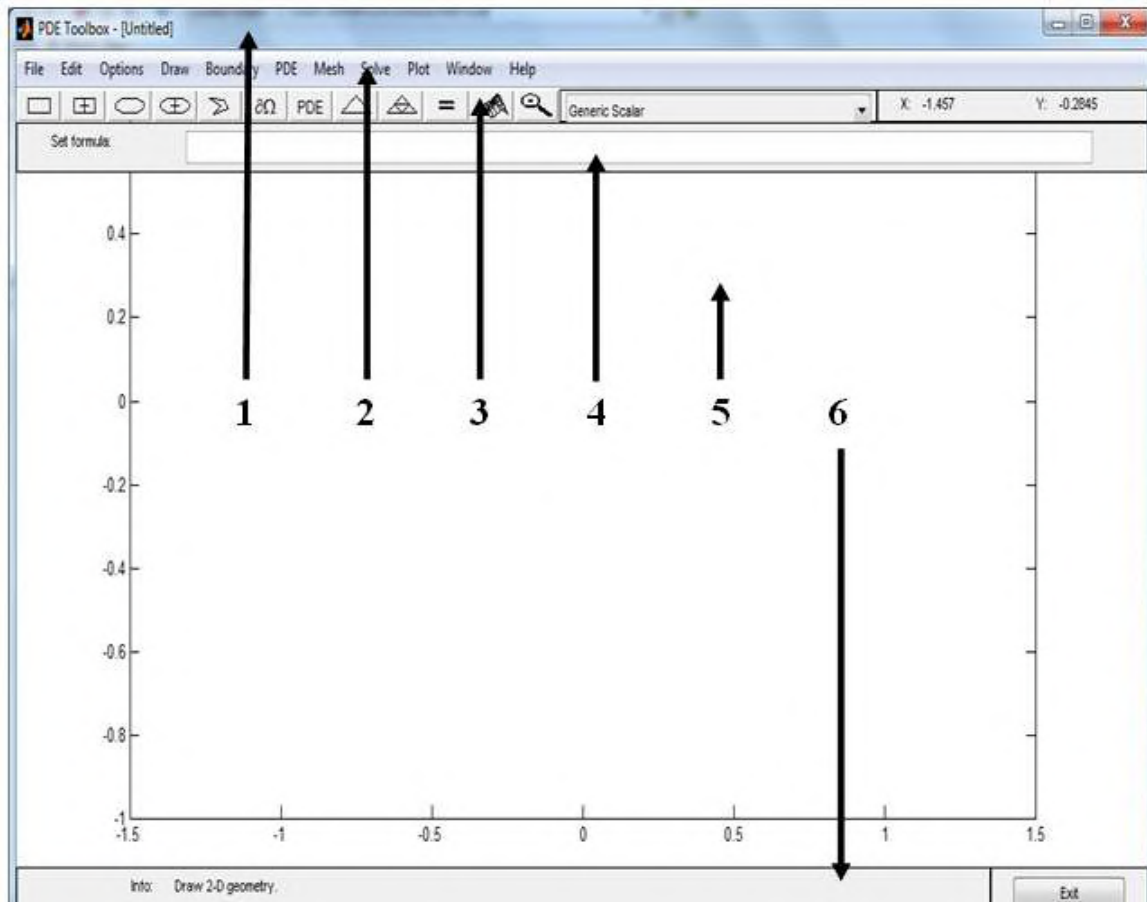 PDE Toolbox - [Untitled]
File Edit Options Draw Boundary PDE Mesh Solve Plot Window Help
∂Ω PDE = Generic Scalar X: -1.457 Y: -0.2845
Set formula:
0.4
0.2
0
-0.2
-0.4
-0.6
-0.8
-1
1 2 3 4 5 6
-1.5 -1 -0.5 0 0.5 1 1.5
Info: Draw 2-D geometry. Exit